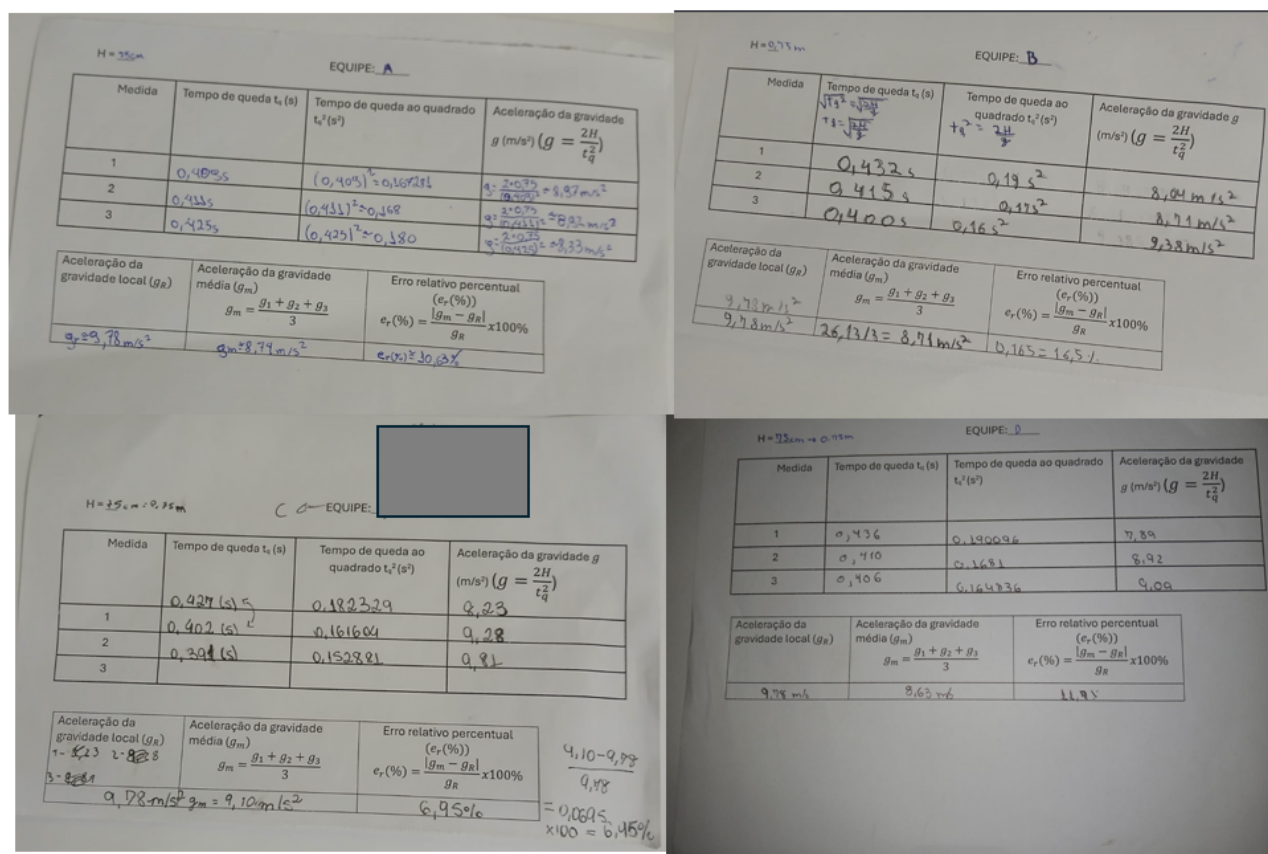 H = 75cm
EQUIPE: A
Medida
Tempo de queda tq (s)
Tempo de queda ao quadrado tq² (s²)
Aceleração da gravidade g (m/s²) (g = 2H/tq²)
1
0,409s
(0,409)² = 0,167281
g = 2*0,75/(0,409)² ≈ 8,97 m/s²
2
0,411s
(0,411)² ≈ 0,168
g = 2*0,75/(0,411)² ≈ 8,92 m/s²
3
0,425s
(0,425)² ≈ 0,180
g = 2*0,75/(0,425)² ≈ 8,33 m/s²
Aceleração da gravidade local (gR)
Aceleração da gravidade média (gm)
gm = g1 + g2 + g3/3
Erro relativo percentual (er(%))
er(%) = |gm − gR|/gR x100%
gr ≈ 9,78 m/s²
gm ≈ 8,74 m/s²
er(%) ≈ 10,63%
H = 0,75 m
EQUIPE: B
Medida
Tempo de queda tq (s)
√tq² = √2H/g
tq = √2H/g
Tempo de queda ao quadrado tq² (s²)
tq² = 2H/g
Aceleração da gravidade g (m/s²) (g = 2H/tq²)
1
0,432 s
0,19 s²
8,04 m/s²
2
0,415 s
0,17 s²
8,71 m/s²
3
0,400 s
0,16 s²
9,38 m/s²
Aceleração da gravidade local (gR)
Aceleração da gravidade média (gm)
gm = g1 + g2 + g3/3
Erro relativo percentual (er(%))
er(%) = |gm − gR|/gR x100%
9,78 m/s²
9,78 m/s²
26,13/3 = 8,71 m/s²
0,165 = 16,5%
H = 75cm : 0,75m
C
EQUIPE:
Medida
Tempo de queda tq (s)
Tempo de queda ao quadrado tq² (s²)
Aceleração da gravidade g (m/s²) (g = 2H/tq²)
1
0,427 (s)
0,182329
8,23
2
0,402 (s)
0,161604
9,28
3
0,391 (s)
0,152881
9,81
Aceleração da gravidade local (gR)
Aceleração da gravidade média (gm)
gm = g1 + g2 + g3/3
Erro relativo percentual (er(%))
er(%) = |gm − gR|/gR x100%
9,78 m/s²
gm = 9,10 m/s²
6,95%
9,10 − 9,78
9,78
= 0,0695
x100 = 6,95%
H = 75cm → 0,75m
EQUIPE: D
Medida
Tempo de queda tq (s)
Tempo de queda ao quadrado tq² (s²)
Aceleração da gravidade g (m/s²) (g = 2H/tq²)
1
0,436
0,190096
7,89
2
0,410
0,1681
8,92
3
0,406
0,164836
9,09
Aceleração da gravidade local (gR)
Aceleração da gravidade média (gm)
gm = g1 + g2 + g3/3
Erro relativo percentual (er(%))
er(%) = |gm − gR|/gR x100%
9,78 m/s
8,63 m/s